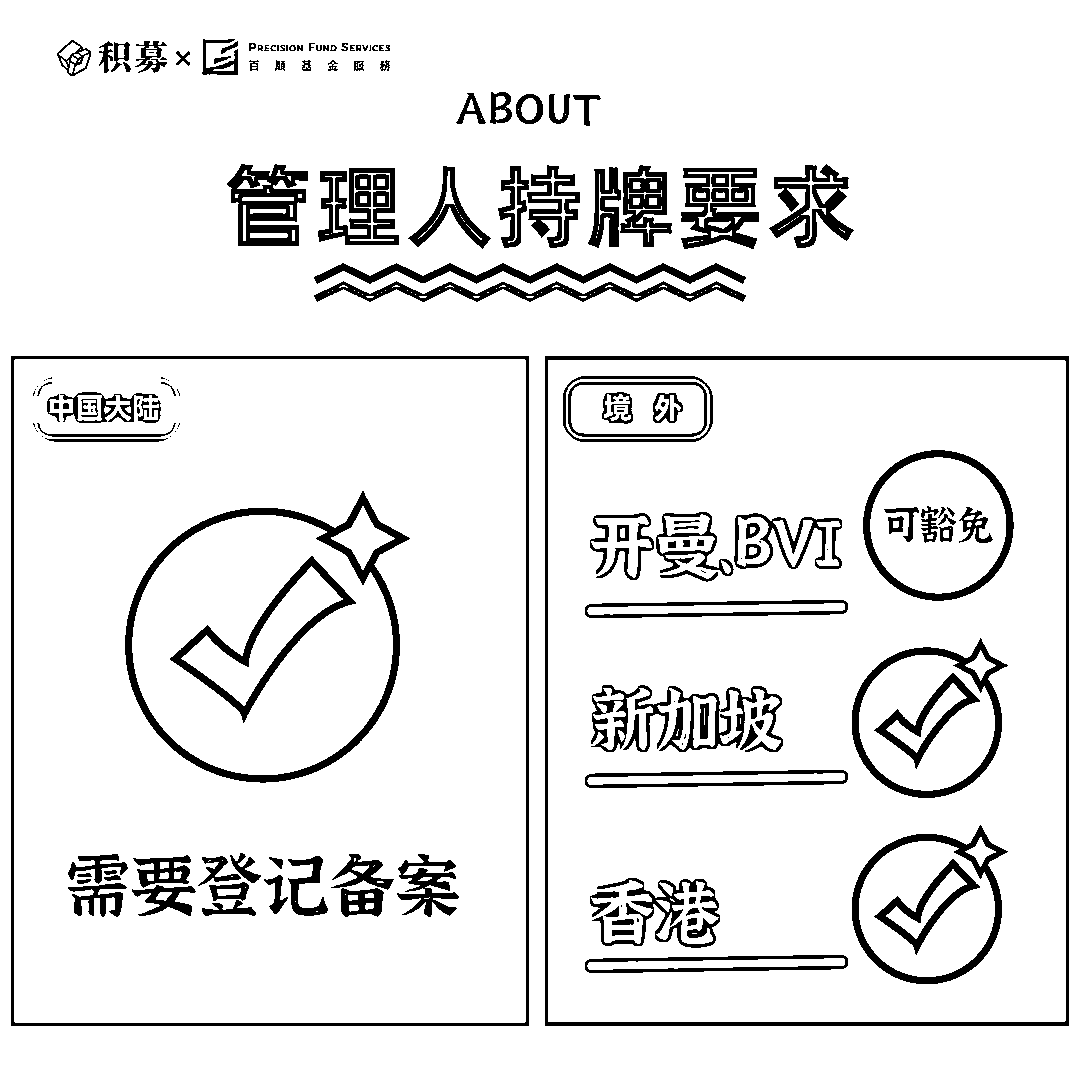 积募×PRECISION FUND SERVICES
百顺基金服務
ABOUT
管理人持牌要求
中国大陆
需要登记备案
境外
开曼、BVI
可豁免
新加坡
香港